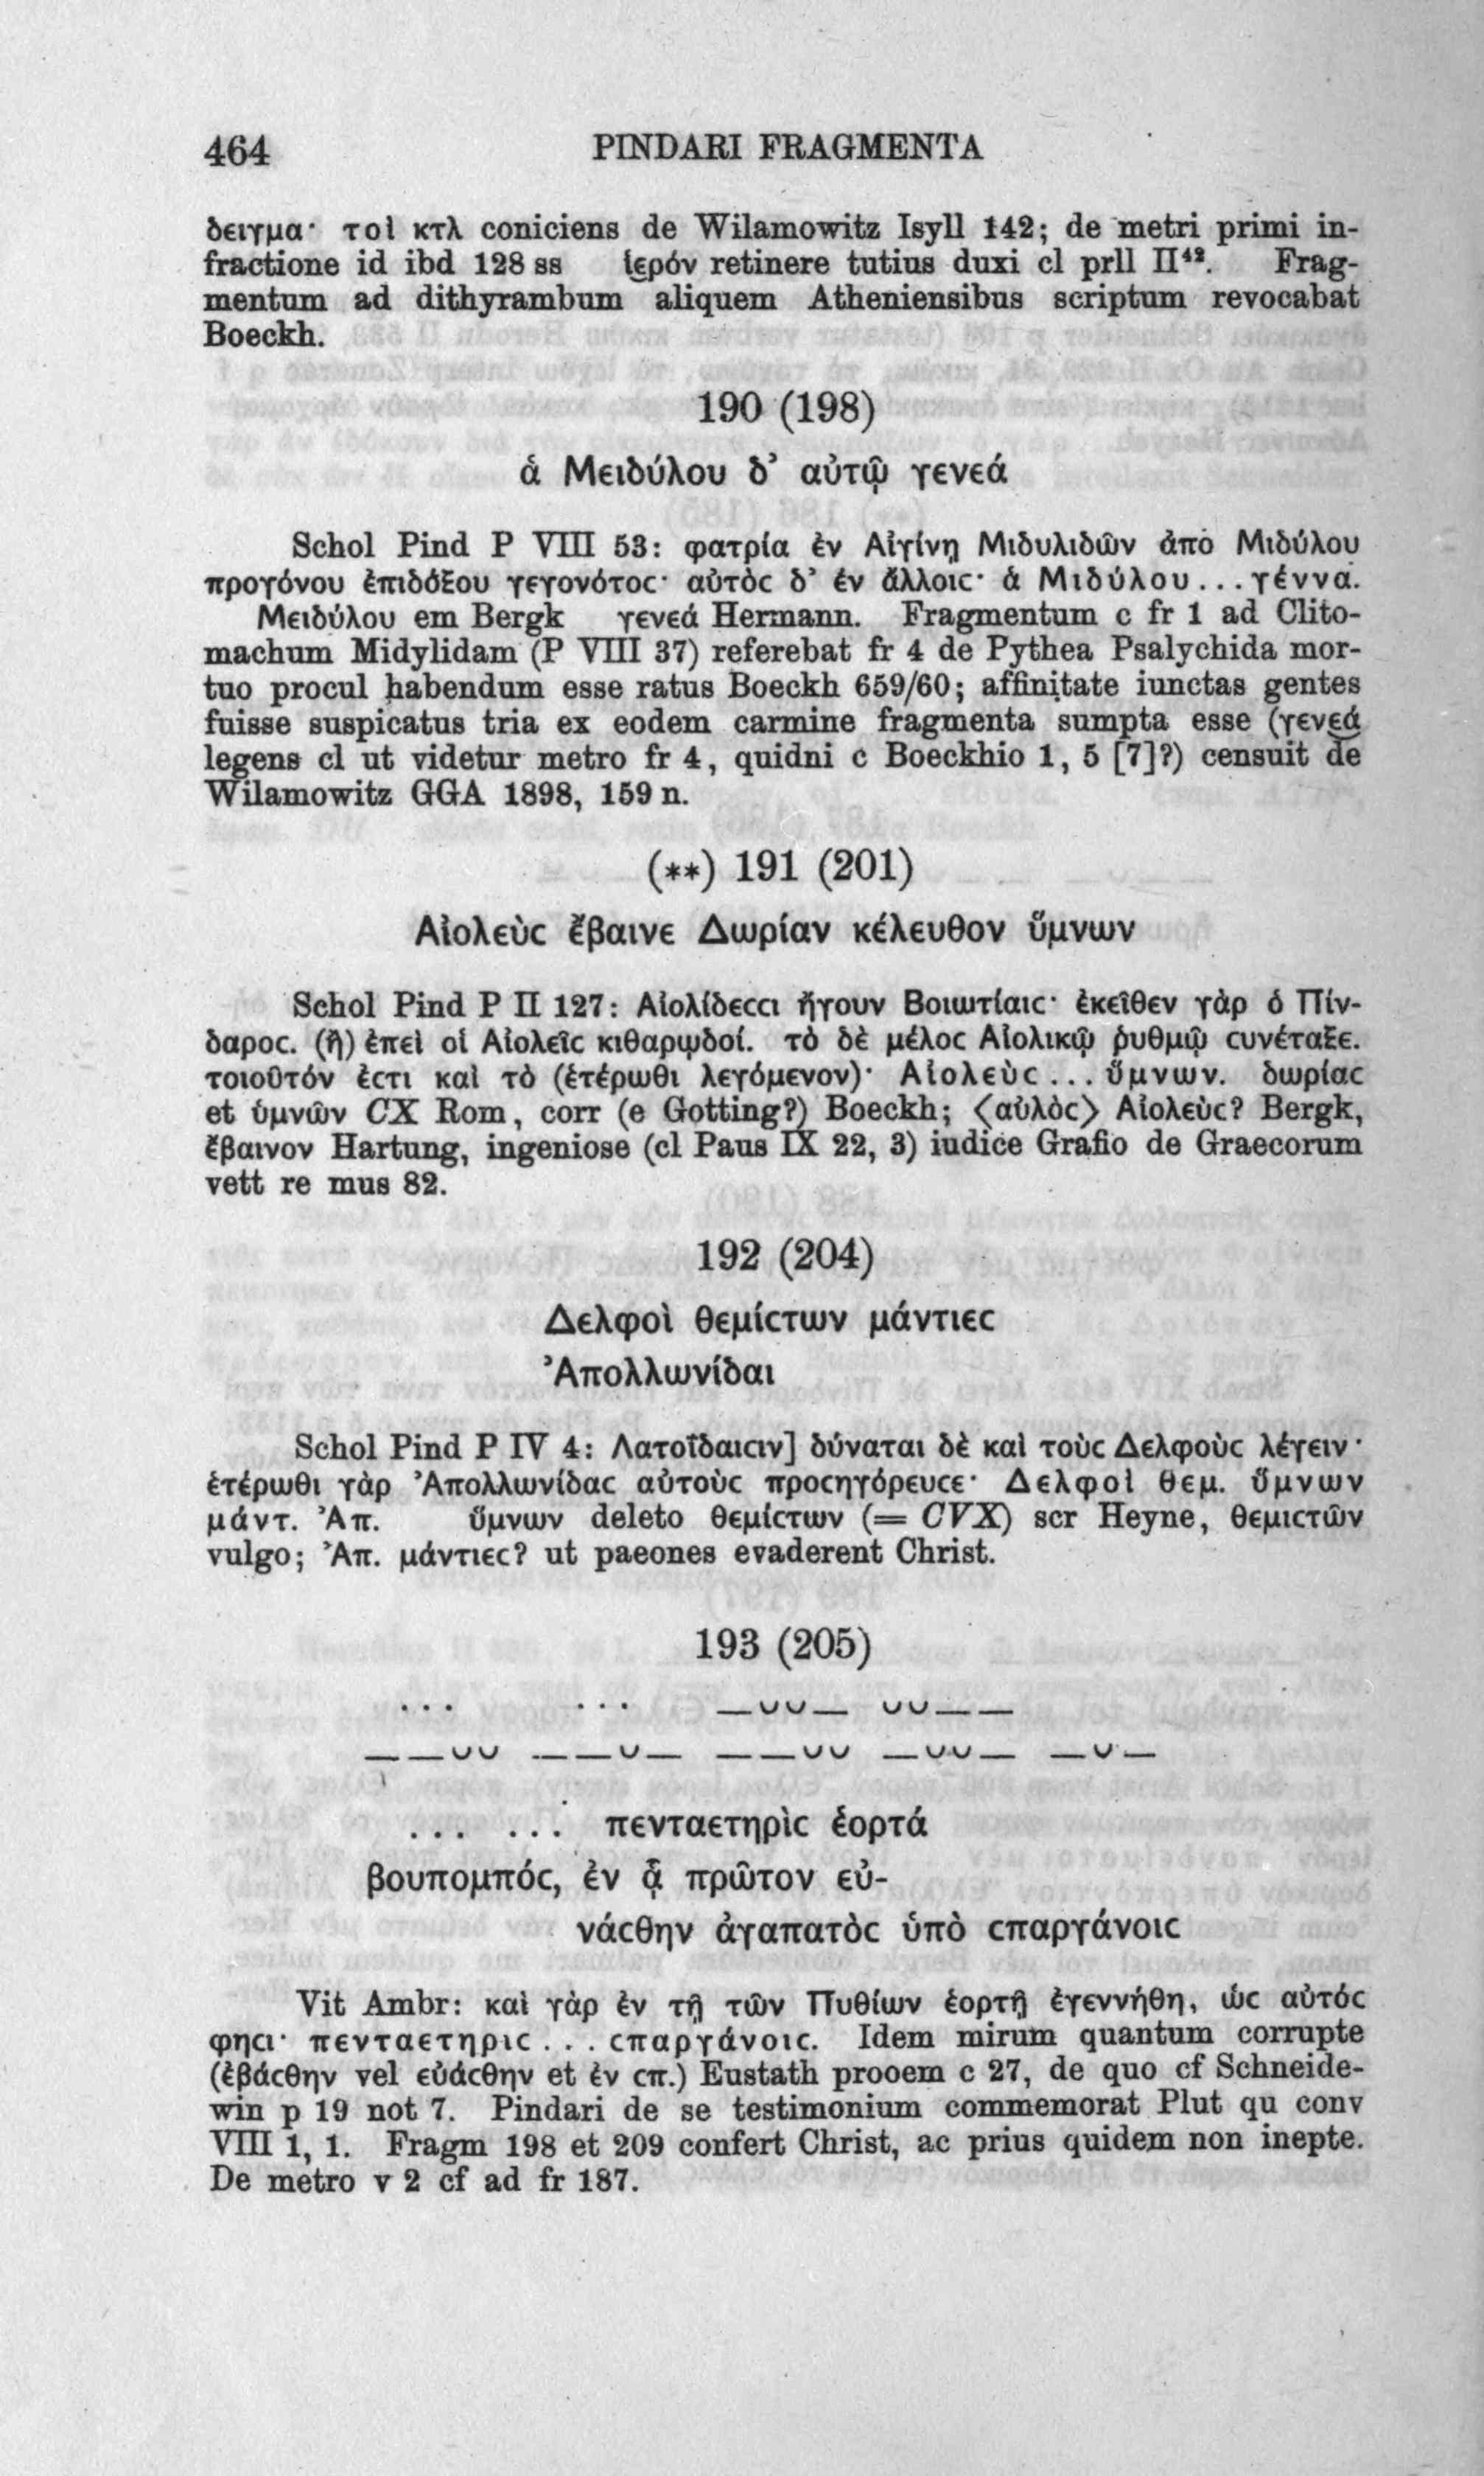 464 PINDARI FRAGMENTA
δειγμα· τοὶ κτλ coniciens de Wilamowitz Isyll 142; de metri primi in-
fractione id ibd 128 ss ἱερόν retinere tutius duxi cl prll II⁴². Frag-
mentum ad dithyrambum aliquem Atheniensibus scriptum revocabat
Boeckh.
190 (198)
ἁ Μειδύλου δ’ αὐτῷ γενεά
Schol Pind P VIII 53: φατρία ἐν Αἰγίνῃ Μιδυλιδῶν ἀπὸ Μιδύλου
προγόνου ἐπιδόξου γεγονότοϲ· αὐτὸϲ δ’ ἐν ἄλλοιϲ· ἁ Μιδύλου... γέννα.
Μειδύλου em Bergk γενεά Hermann. Fragmentum c fr 1 ad Clito-
machum Midylidam (P VIII 37) referebat fr 4 de Pythea Psalychida mor-
tuo procul habendum esse ratus Boeckh 659/60; affinitate iunctas gentes
fuisse suspicatus tria ex eodem carmine fragmenta sumpta esse (γενεά
legens cl ut videtur metro fr 4, quidni c Boeckhio 1, 5 [7]?) censuit de
Wilamowitz GGA 1898, 159 n.
(**) 191 (201)
Αἰολεὺϲ ἔβαινε Δωρίαν κέλευθον ὕμνων
Schol Pind P II 127: Αἰολίδεϲϲι ἤγουν Βοιωτίαιϲ· ἐκεῖθεν γὰρ ὁ Πίν-
δαροϲ. (ἢ) ἐπεὶ οἱ Αἰολεῖϲ κιθαρῳδοί. τὸ δὲ μέλοϲ Αἰολικῷ ῥυθμῷ ϲυνέταξε.
τοιοῦτόν ἐϲτι καὶ τὸ (ἑτέρωθι λεγόμενον)· Αἰολεὺϲ... ὕμνων. δωρίαϲ
et ὑμνῶν CX Rom, corr (e Gotting?) Boeckh; ⟨αὐλὸϲ⟩ Αἰολεύϲ? Bergk,
ἔβαινον Hartung, ingeniose (cl Paus IX 22, 3) iudice Grafio de Graecorum
vett re mus 82.
192 (204)
Δελφοὶ θεμίϲτων μάντιεϲ
Ἀπολλωνίδαι
Schol Pind P IV 4: Λατοΐδαιϲιν] δύναται δὲ καὶ τοὺϲ Δελφοὺϲ λέγειν·
ἑτέρωθι γὰρ Ἀπολλωνίδαϲ αὐτοὺϲ προϲηγόρευϲε· Δελφοὶ θεμ. ὕμνων
μάντ. Ἀπ. ὕμνων deleto θεμίϲτων (= CVX) scr Heyne, θεμιϲτῶν
vulgo; Ἀπ. μάντιεϲ? ut paeones evaderent Christ.
193 (205)
... ... —∪∪— ∪∪——
——∪∪ ——∪— ——∪∪ —∪∪— —∪—
... ... πενταετηρὶϲ ἑορτά
βουπομπόϲ, ἐν ᾇ πρῶτον εὐ-
νάϲθην ἀγαπατὸϲ ὑπὸ ϲπαργάνοιϲ
Vit Ambr: καὶ γὰρ ἐν τῇ τῶν Πυθίων ἑορτῇ ἐγεννήθη, ὡϲ αὐτόϲ
φηϲι· πενταετηριϲ... ϲπαργάνοιϲ. Idem mirum quantum corrupte
(ἐβάϲθην vel εὐάϲθην et ἐν ϲπ.) Eustath prooem c 27, de quo cf Schneide-
win p 19 not 7. Pindari de se testimonium commemorat Plut qu conv
VIII 1, 1. Fragm 198 et 209 confert Christ, ac prius quidem non inepte.
De metro v 2 cf ad fr 187.